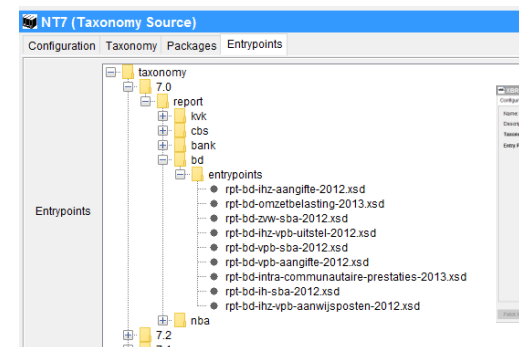 NT7 (Taxonomy Source)
Configuration Taxonomy Packages Entrypoints
taxonomy
7.0
report
kvk
cbs
bank
bd
entrypoints
rpt-bd-ihz-aangifte-2012.xsd
rpt-bd-omzetbelasting-2013.xsd
rpt-bd-zvw-sba-2012.xsd
rpt-bd-ihz-vpb-uitstel-2012.xsd
Entrypoints
rpt-bd-vpb-sba-2012.xsd
rpt-bd-vpb-aangifte-2012.xsd
rpt-bd-intra-communautaire-prestaties-2013.xsd
rpt-bd-ih-sba-2012.xsd
rpt-bd-ihz-vpb-aanwijsposten-2012.xsd
nba
7.2
Name